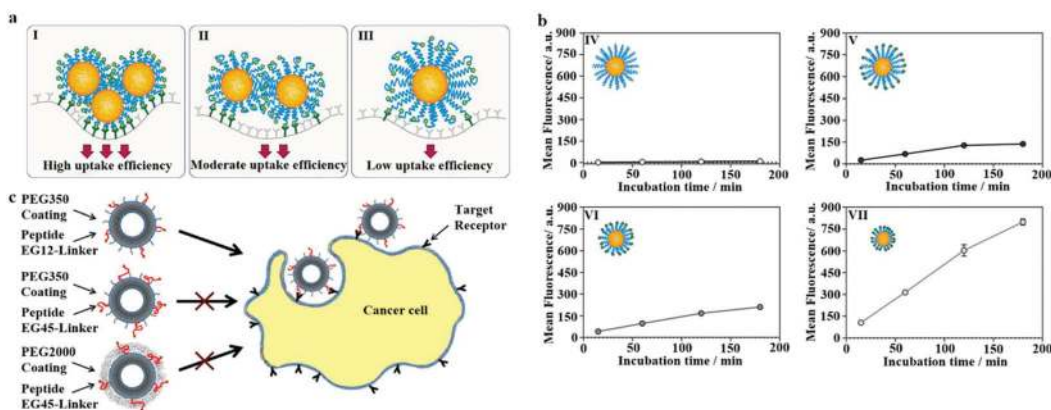 a
I
II
III
High uptake efficiency
Moderate uptake efficiency
Low uptake efficiency
b
IV
Mean Fluorescence/ a.u.
900
750
600
450
300
150
0
0 50 100 150 200
Incubation time / min
V
Mean Fluorescence/ a.u.
900
750
600
450
300
150
0
0 50 100 150 200
Incubation time / min
VI
Mean Fluorescence/ a.u.
900
750
600
450
300
150
0
0 50 100 150 200
Incubation time / min
VII
Mean Fluorescence/ a.u.
900
750
600
450
300
150
0
0 50 100 150 200
Incubation time / min
c
PEG350
Coating
Peptide
EG12-Linker
PEG350
Coating
Peptide
EG45-Linker
PEG2000
Coating
Peptide
EG45-Linker
Target
Receptor
Cancer cell